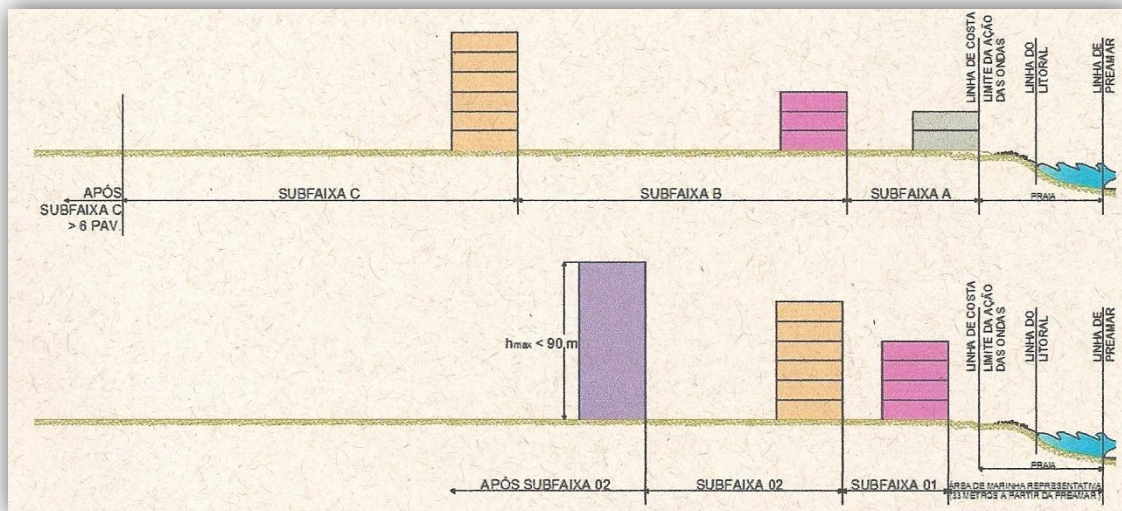 LINHA DE COSTA
LIMITE DA AÇÃO
DAS ONDAS
LINHA DO
LITORAL
LINHA DE
PREAMAR
APÓS
SUBFAIXA C
> 6 PAV.
SUBFAIXA C
SUBFAIXA B
SUBFAIXA A
PRAIA
LINHA DE COSTA
LIMITE DA AÇÃO
DAS ONDAS
LINHA DO
LITORAL
LINHA DE
PREAMAR
hmax < 90 m
PRAIA
APÓS SUBFAIXA 02
SUBFAIXA 02
SUBFAIXA 01
ÁREA DE MARINHA REPRESENTATIVA
(33 METROS A PARTIR DA PREAMAR)